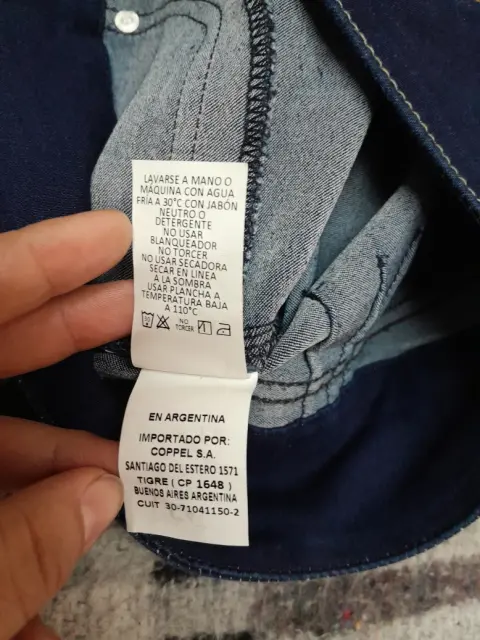 LAVARSE A MANO O
MÁQUINA CON AGUA
FRÍA A 30°C CON JABÓN
NEUTRO O
DETERGENTE
NO USAR
BLANQUEADOR
NO TORCER
NO USAR SECADORA
SECAR EN LINEA
A LA SOMBRA
USAR PLANCHA A
TEMPERATURA BAJA
A 110°C
30 NO
TORCER
EN ARGENTINA
IMPORTADO POR:
COPPEL S.A.
SANTIAGO DEL ESTERO 1571
TIGRE ( CP 1648 )
BUENOS AIRES ARGENTINA
CUIT 30-71041150-2